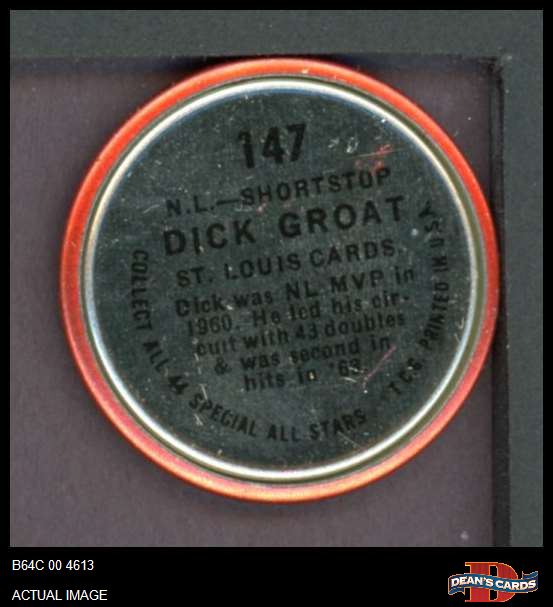 147
N.L.—SHORTSTOP
DICK GROAT
ST. LOUIS CARDS
Dick was NL MVP in
1960. He led his cir-
cuit with 43 doubles
& was second in
hits in '63.
COLLECT ALL 44 SPECIAL ALL STARS
©T.C.G. PRINTED IN U.S.A.
B64C 00 4613
ACTUAL IMAGE
D
DEAN'S CARDS